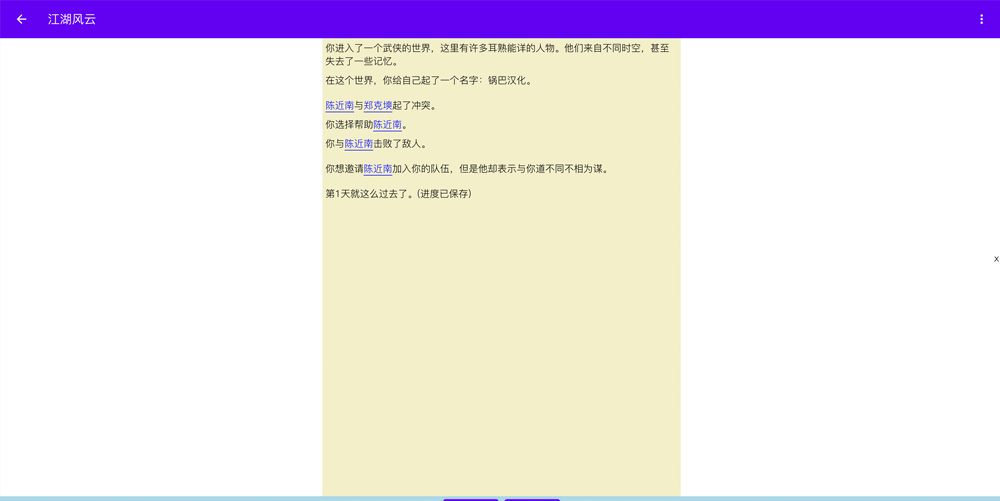 江湖风云
你进入了一个武侠的世界，这里有许多耳熟能详的人物。他们来自不同时空，甚至
失去了一些记忆。
在这个世界，你给自己起了一个名字：锅巴汉化。
陈近南与郑克塽起了冲突。
你选择帮助陈近南。
你与陈近南击败了敌人。
你想邀请陈近南加入你的队伍，但是他却表示与你道不同不相为谋。
第1天就这么过去了。(进度已保存)
x